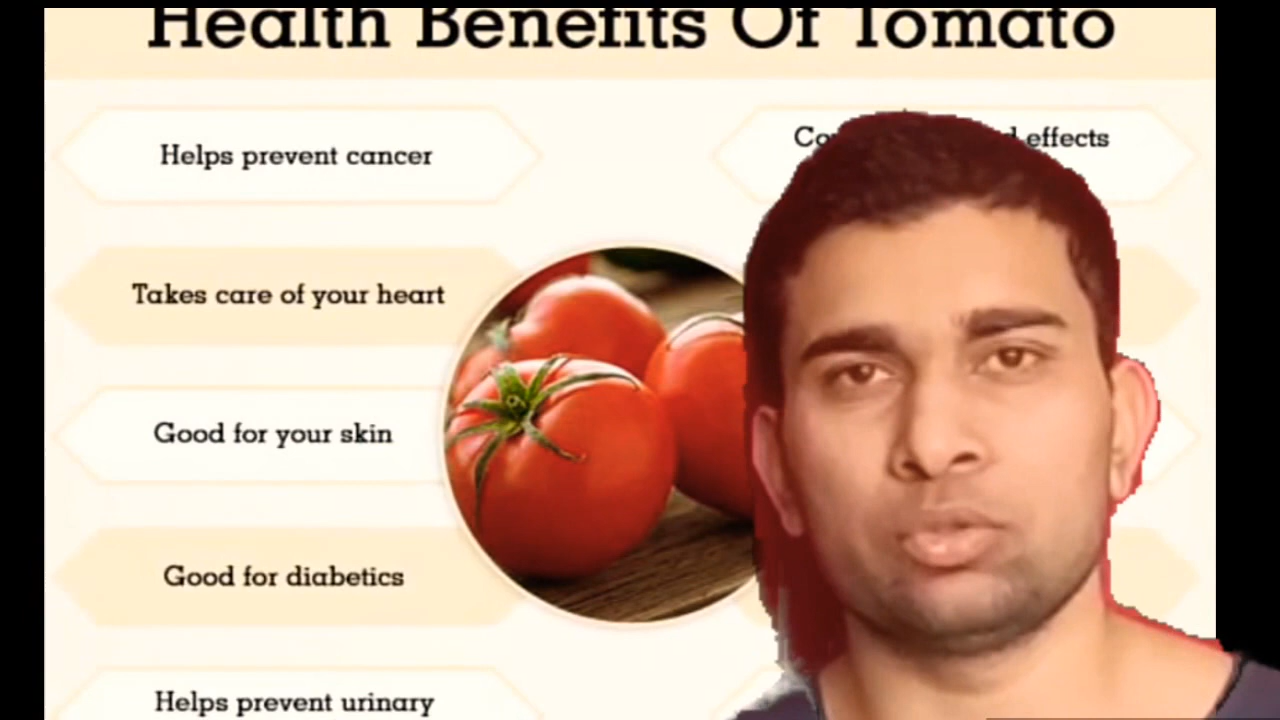 Health Benefits Of Tomato
Helps prevent cancer
effects
Takes care of your heart
Good for your skin
Good for diabetics
Helps prevent urinary